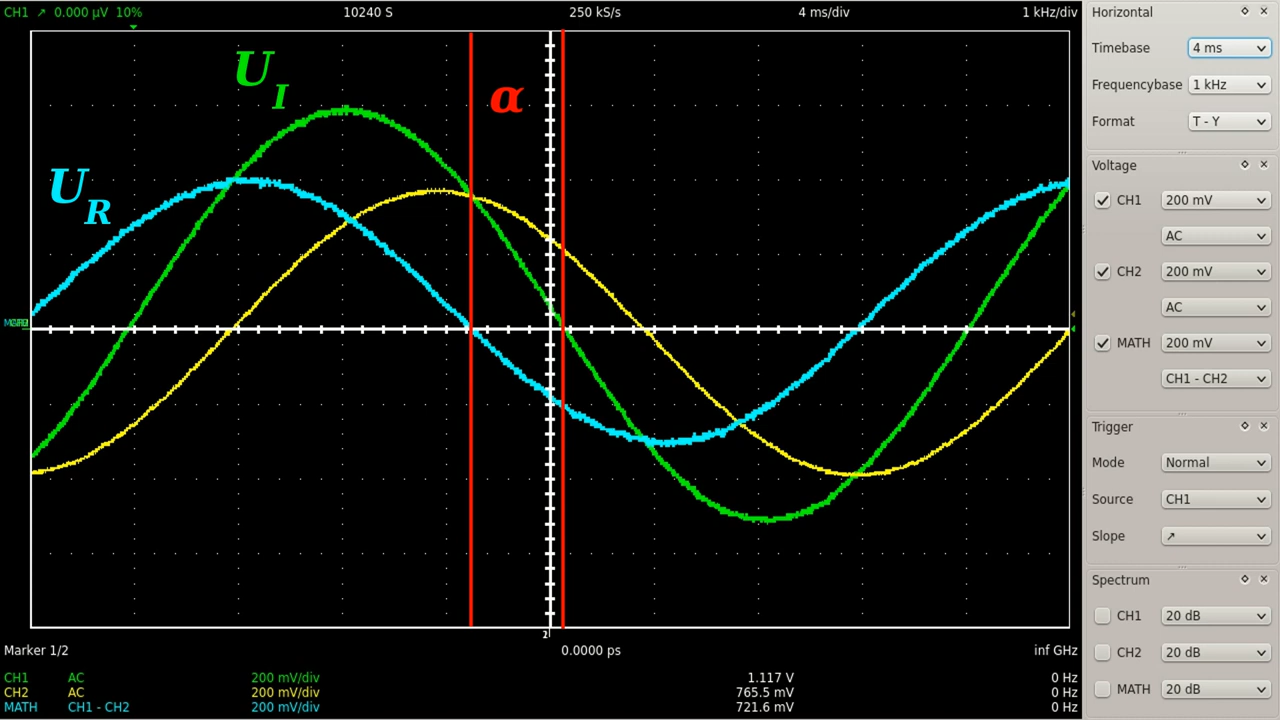 CH1 ↗ 0.000 µV 10% 10240 S 250 kS/s 4 ms/div 1 kHz/div
U I
α
U R
Marker 1/2 0.0000 ps inf GHz
CH1 AC 200 mV/div 1.117 V 0 Hz
CH2 AC 200 mV/div 765.5 mV 0 Hz
MATH CH1 - CH2 200 mV/div 721.6 mV 0 Hz
Horizontal
Timebase 4 ms
Frequencybase 1 kHz
Format T - Y
Voltage
CH1 200 mV
AC
CH2 200 mV
AC
MATH 200 mV
CH1 - CH2
Trigger
Mode Normal
Source CH1
Slope ↗
Spectrum
CH1 20 dB
CH2 20 dB
MATH 20 dB